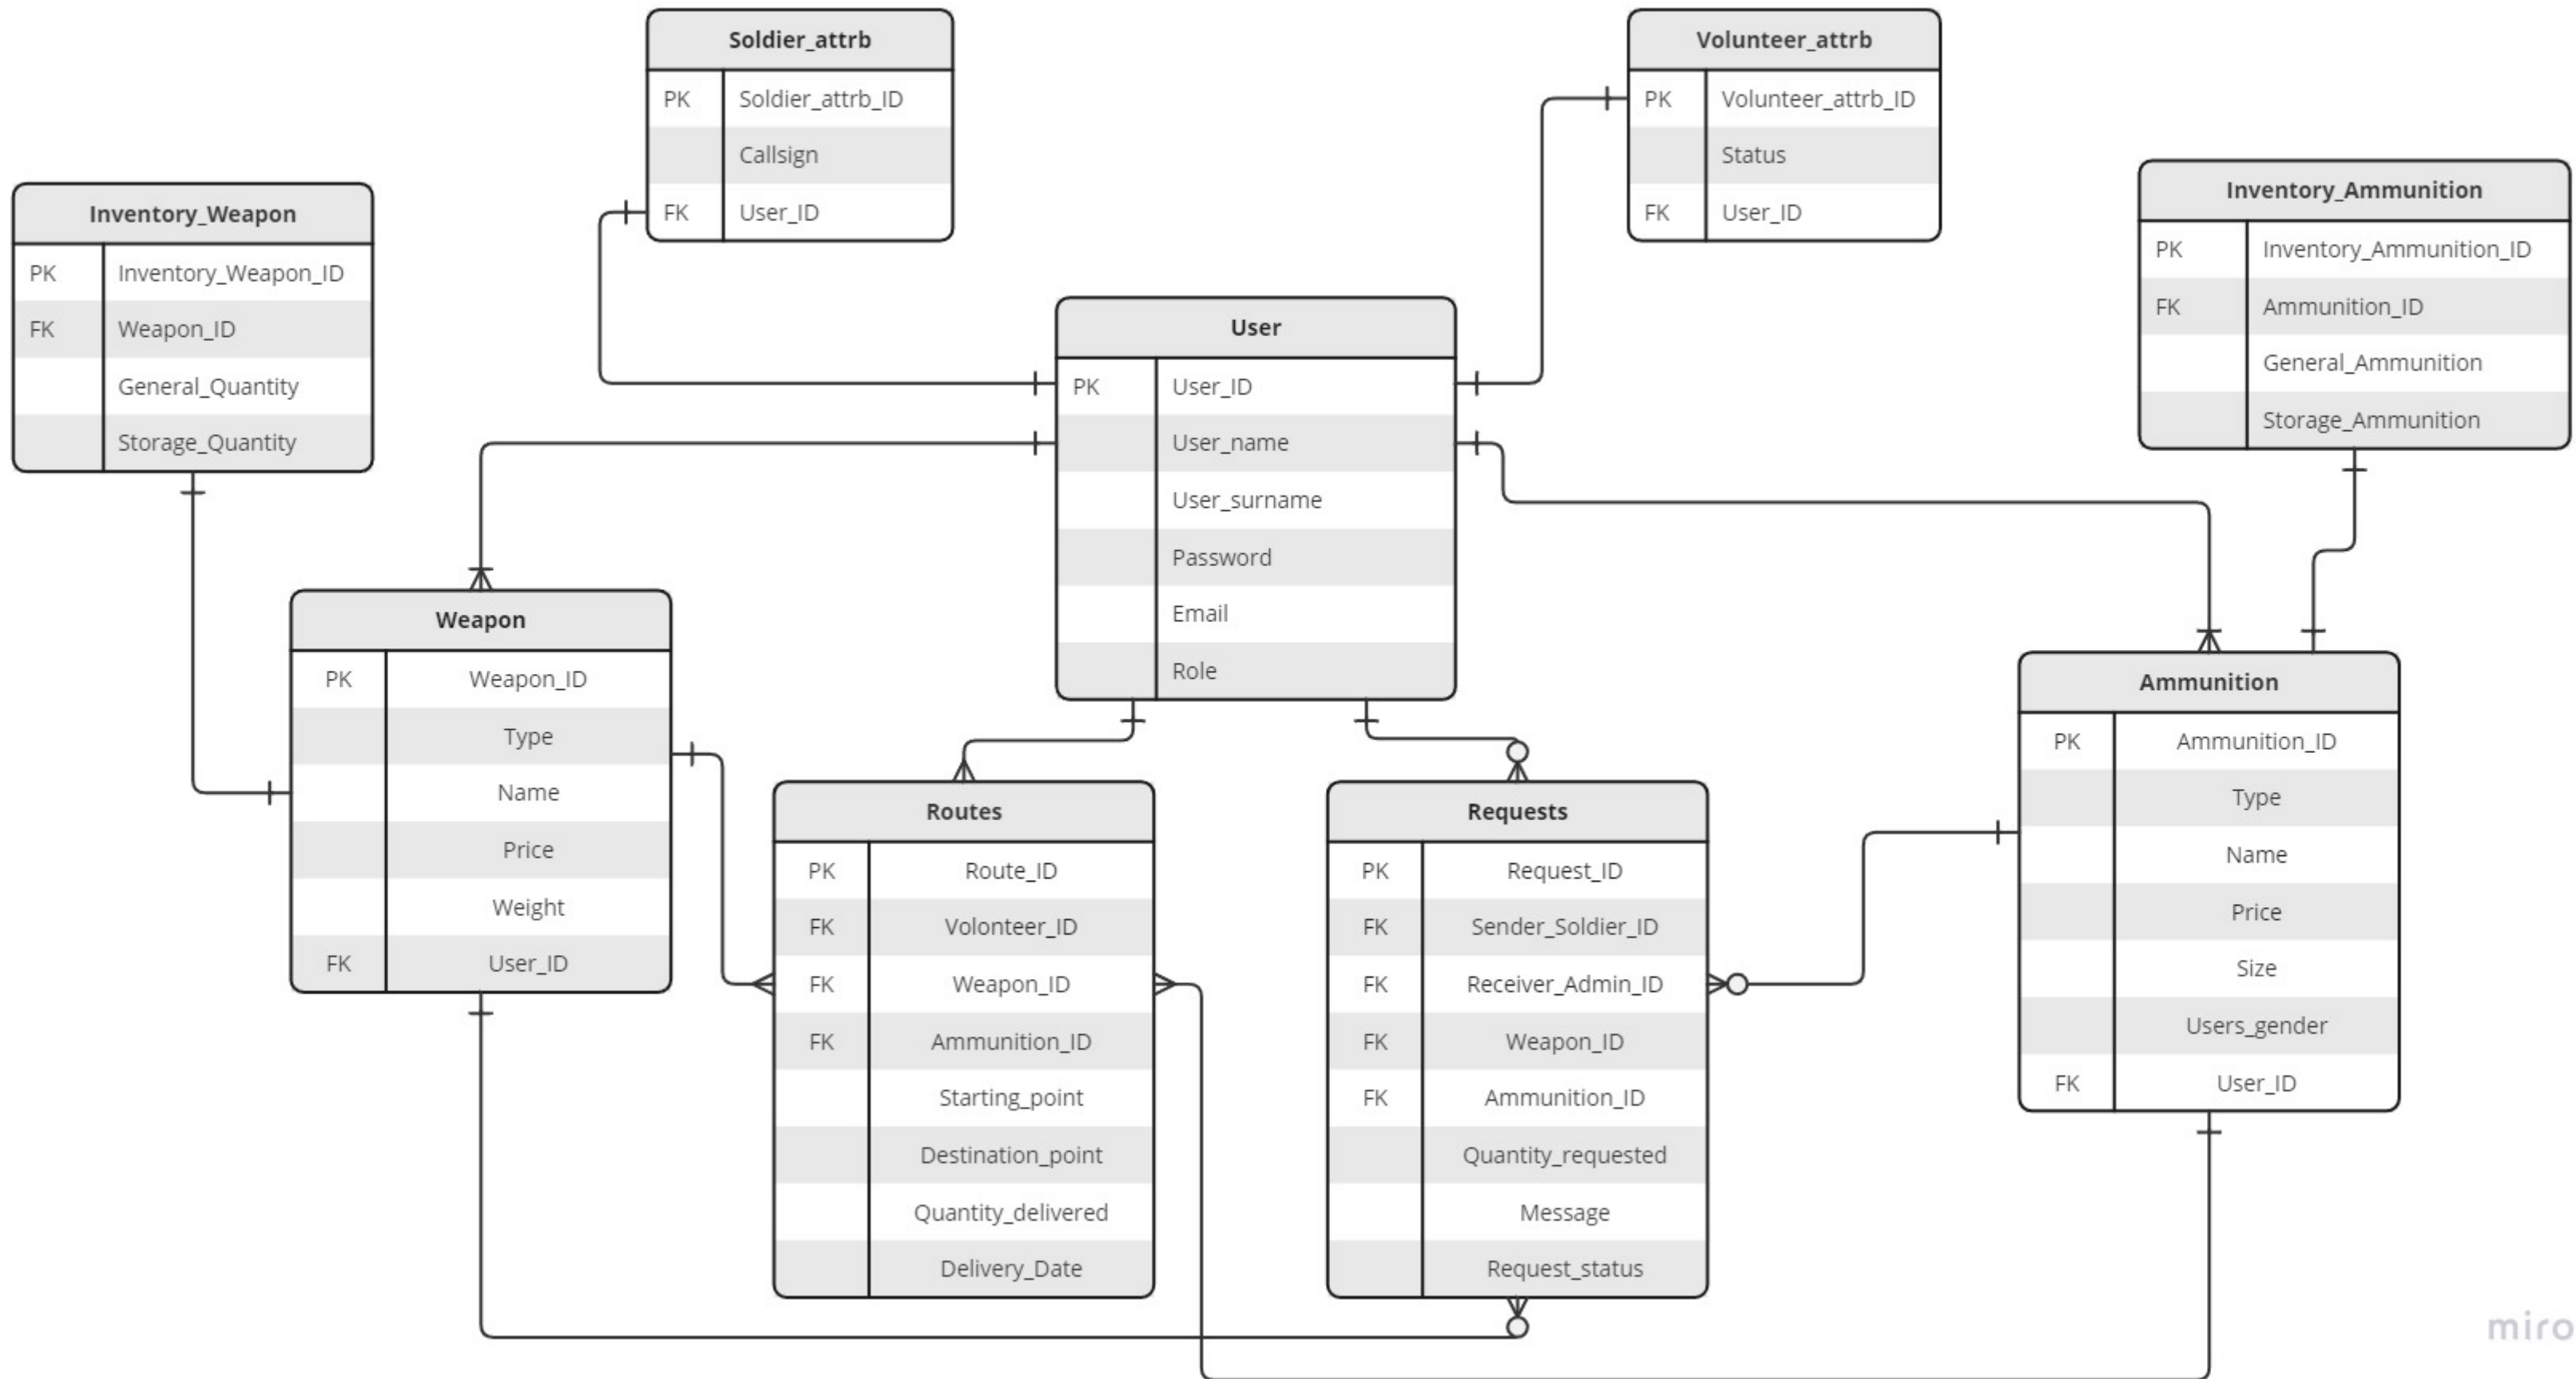 Soldier_attrb
PK Soldier_attrb_ID
Callsign
FK User_ID
Volunteer_attrb
PK Volunteer_attrb_ID
Status
FK User_ID
Inventory_Weapon
PK Inventory_Weapon_ID
FK Weapon_ID
General_Quantity
Storage_Quantity
Inventory_Ammunition
PK Inventory_Ammunition_ID
FK Ammunition_ID
General_Ammunition
Storage_Ammunition
User
PK User_ID
User_name
User_surname
Password
Email
Role
Weapon
PK Weapon_ID
Type
Name
Price
Weight
FK User_ID
Routes
PK Route_ID
FK Volonteer_ID
FK Weapon_ID
FK Ammunition_ID
Starting_point
Destination_point
Quantity_delivered
Delivery_Date
Requests
PK Request_ID
FK Sender_Soldier_ID
FK Receiver_Admin_ID
FK Weapon_ID
FK Ammunition_ID
Quantity_requested
Message
Request_status
Ammunition
PK Ammunition_ID
Type
Name
Price
Size
Users_gender
FK User_ID
miro